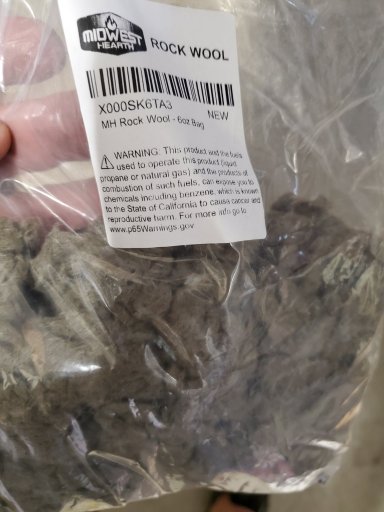 MIDWEST
HEARTH
ROCK WOOL
X000SK6TA3
NEW
MH Rock Wool - 6oz Bag
WARNING: This product and the fuels
used to operate this product (liquid
propane or natural gas) and the products of
combustion of such fuels, can expose you to
chemicals including benzene, which is known
to the State of California to cause cancer and
reproductive harm. For more info go to
www.p65Warnings.gov